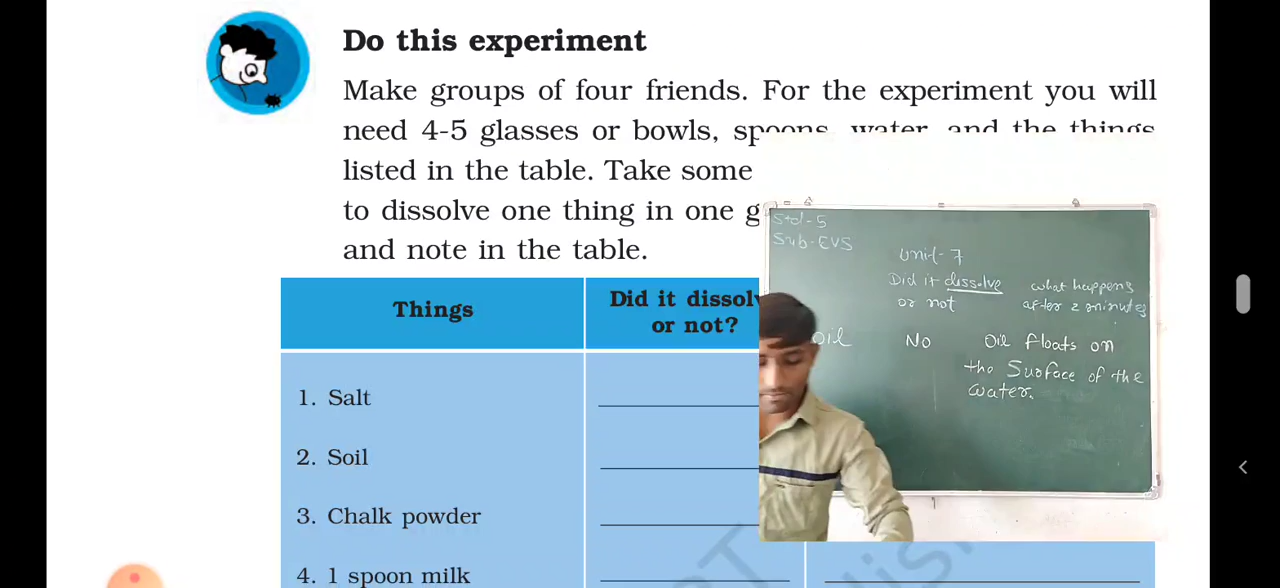 Do this experiment
Make groups of four friends. For the experiment you will
need 4-5 glasses or bowls, spoons, water, and the things
listed in the table. Take some
to dissolve one thing in one g
and note in the table.
Things
Did it dissolv
or not?
1. Salt
2. Soil
3. Chalk powder
4. 1 spoon milk
Std-5
Sub-EVS
Unit-7
Did it dissolve
or not
what happens
after 2 minutes
oil
No
Oil floats on
the Surface of the
water.